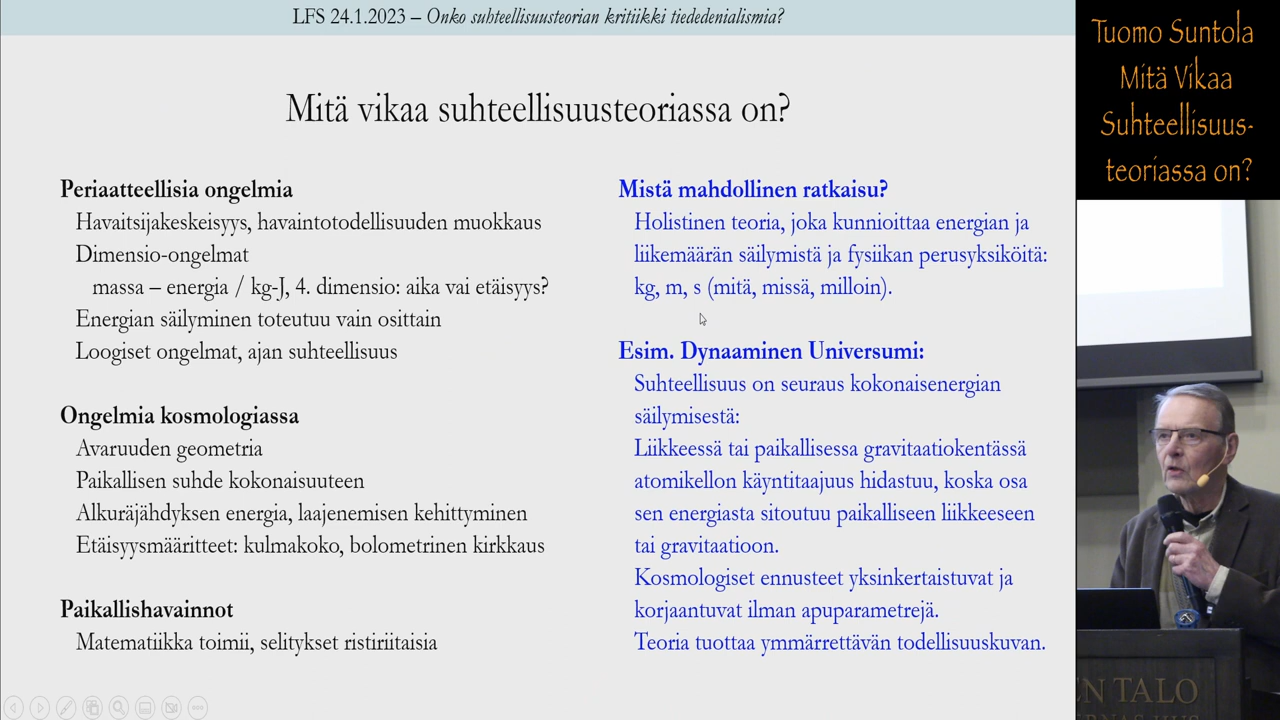 LFS 24.1.2023 – Onko suhteellisuusteorian kritiikki tiededenialismia?
Mitä vikaa suhteellisuusteoriassa on?
Periaatteellisia ongelmia
Havaitsijakeskeisyys, havaintotodellisuuden muokkaus
Dimensio-ongelmat
massa – energia / kg-J, 4. dimensio: aika vai etäisyys?
Energian säilyminen toteutuu vain osittain
Loogiset ongelmat, ajan suhteellisuus
Ongelmia kosmologiassa
Avaruuden geometria
Paikallisen suhde kokonaisuuteen
Alkuräjähdyksen energia, laajenemisen kehittyminen
Etäisyysmääritteet: kulmakoko, bolometrinen kirkkaus
Paikallishavainnot
Matematiikka toimii, selitykset ristiriitaisia
Mistä mahdollinen ratkaisu?
Holistinen teoria, joka kunnioittaa energian ja
liikemäärän säilymistä ja fysiikan perusyksiköitä:
kg, m, s (mitä, missä, milloin).
Esim. Dynaaminen Universumi:
Suhteellisuus on seuraus kokonaisenergian
säilymisestä:
Liikkeessä tai paikallisessa gravitaatiokentässä
atomikellon käyntitaajuus hidastuu, koska osa
sen energiasta sitoutuu paikalliseen liikkeeseen
tai gravitaatioon.
Kosmologiset ennusteet yksinkertaistuvat ja
korjaantuvat ilman apuparametrejä.
Teoria tuottaa ymmärrettävän todellisuuskuvan.
Tuomo Suntola
Mitä Vikaa
Suhteellisuus-
teoriassa on?
EN TALO